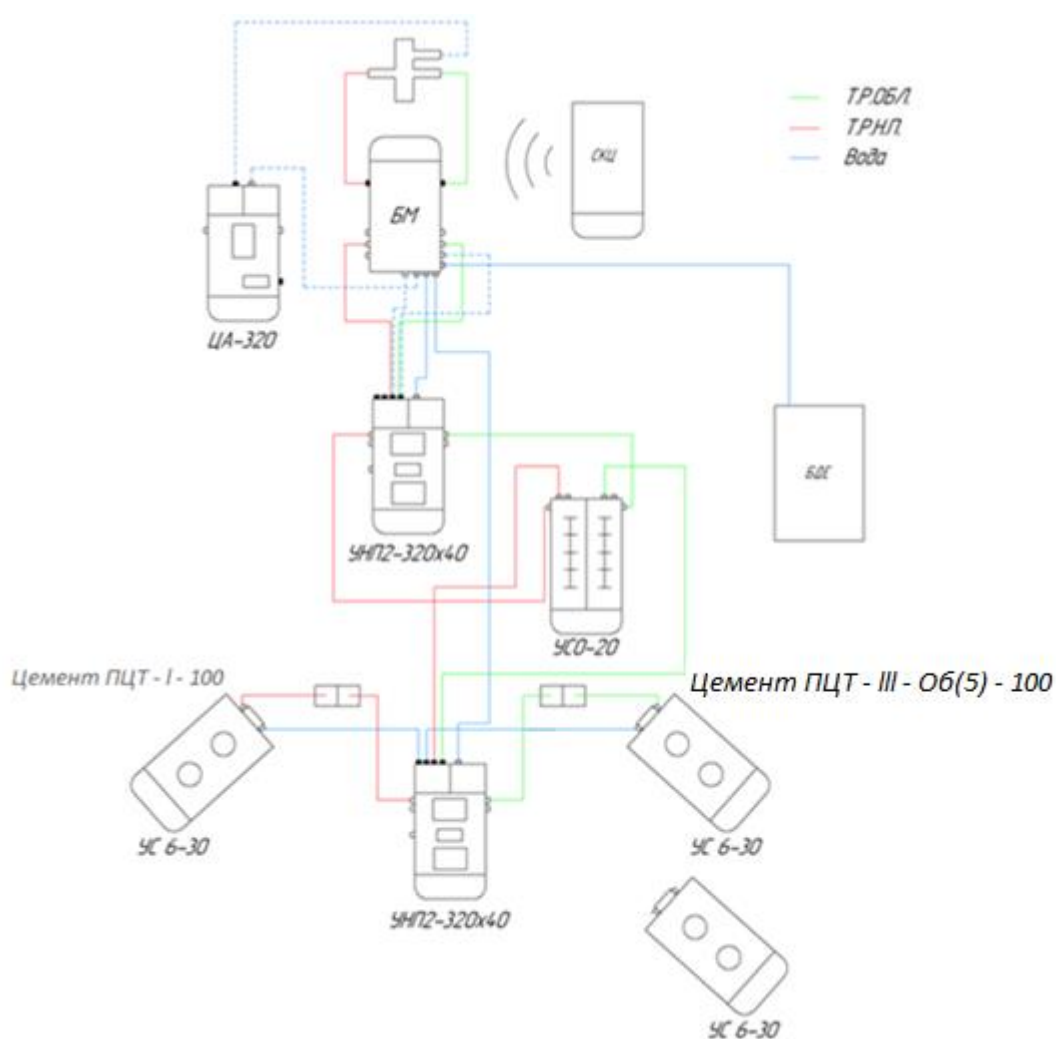 Т.Р.ОБЛ.
Т.Р.Н.П.
Вода
СКЦ
БМ
ЦА-320
БДЕ
УНП2-320х40
УСО-20
Цемент ПЦТ - I - 100
Цемент ПЦТ - III - Об(5) - 100
УС 6-30
УС 6-30
УНП2-320х40
УС 6-30